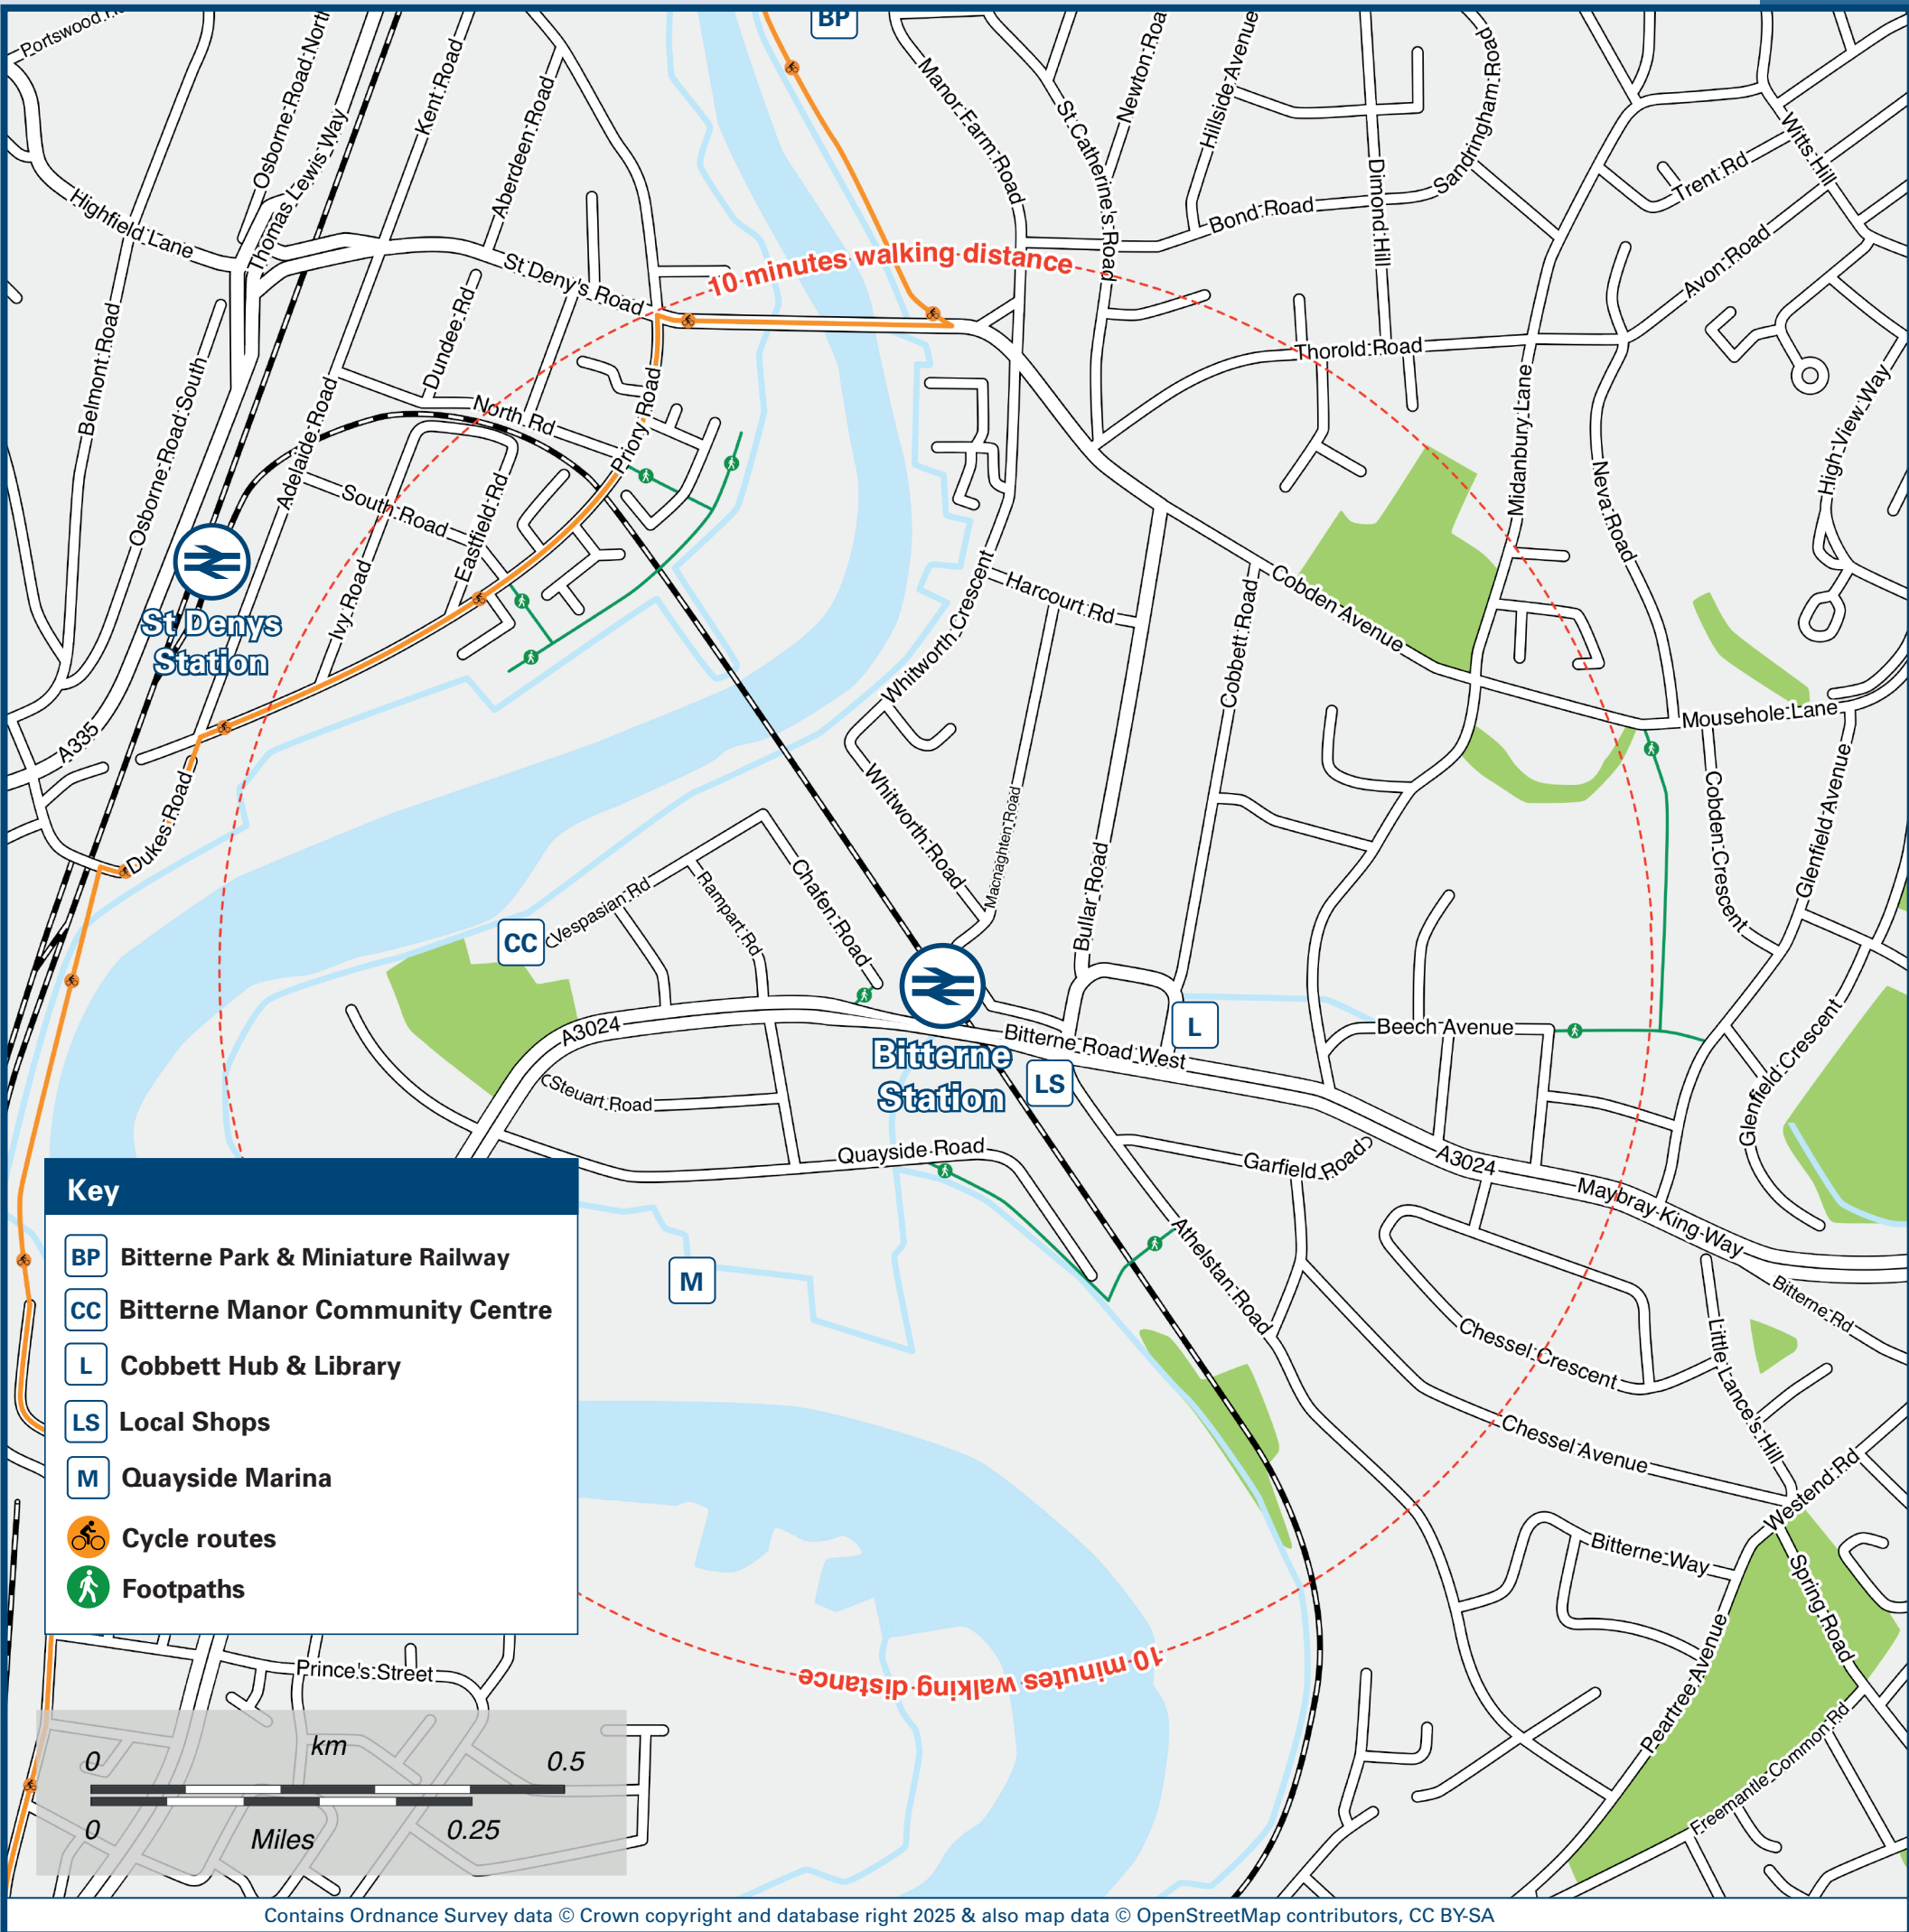 Portswood
BP
Osborne Road North
Thomas Lewis Way
Kent Road
Aberdeen Road
Manor Farm Road
St Catherine's Road
Newton Roa
Hillside Avenue
Dimond Hill
Sandringham Road
Witts Hill
Trent Rd
Highfield Lane
Bond Road
10 minutes walking distance
St Deny's Road
Avon Road
Belmont Road
Dundee Rd
Osborne Road South
Thorold Road
North Rd
Priory Road
Adelaide Road
Midanbury Lane
Neva Road
High View Way
South Road
Eastfield Rd
Ivy Road
St Denys
Station
Whitworth Crescent
Harcourt Rd
Cobden Avenue
Cobbett Road
A335
Mousehole Lane
Dukes Road
Whitworth Road
Macnaghten Road
Bullar Road
Cobden Crescent
Glenfield Avenue
CC
Vespasian Rd
Rampart Rd
Chafen Road
A3024
L
Beech Avenue
Bitterne Road West
Bitterne
Station
LS
Steuart Road
Glenfield Crescent
Quayside Road
Garfield Road
A3024
Maybray King Way
Bitterne Rd
Athelstan Road
M
Chessel Crescent
Little Lance's Hill
Chessel Avenue
Westend Rd
Bitterne Way
Spring Road
Peartree Avenue
Freemantle Common Rd
10 minutes walking distance
Key
BP Bitterne Park & Miniature Railway
CC Bitterne Manor Community Centre
L Cobbett Hub & Library
LS Local Shops
M Quayside Marina
Cycle routes
Footpaths
Prince's Street
km
0 0.5
0 0.25
Miles
Contains Ordnance Survey data © Crown copyright and database right 2025 & also map data © OpenStreetMap contributors, CC BY-SA